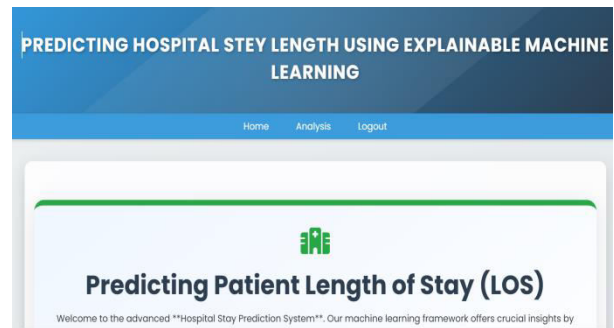 PREDICTING HOSPITAL STEY LENGTH USING EXPLAINABLE MACHINE
LEARNING
Home Analysis Logout
Predicting Patient Length of Stay (LOS)
Welcome to the advanced **Hospital Stay Prediction System**. Our machine learning framework offers crucial insights by